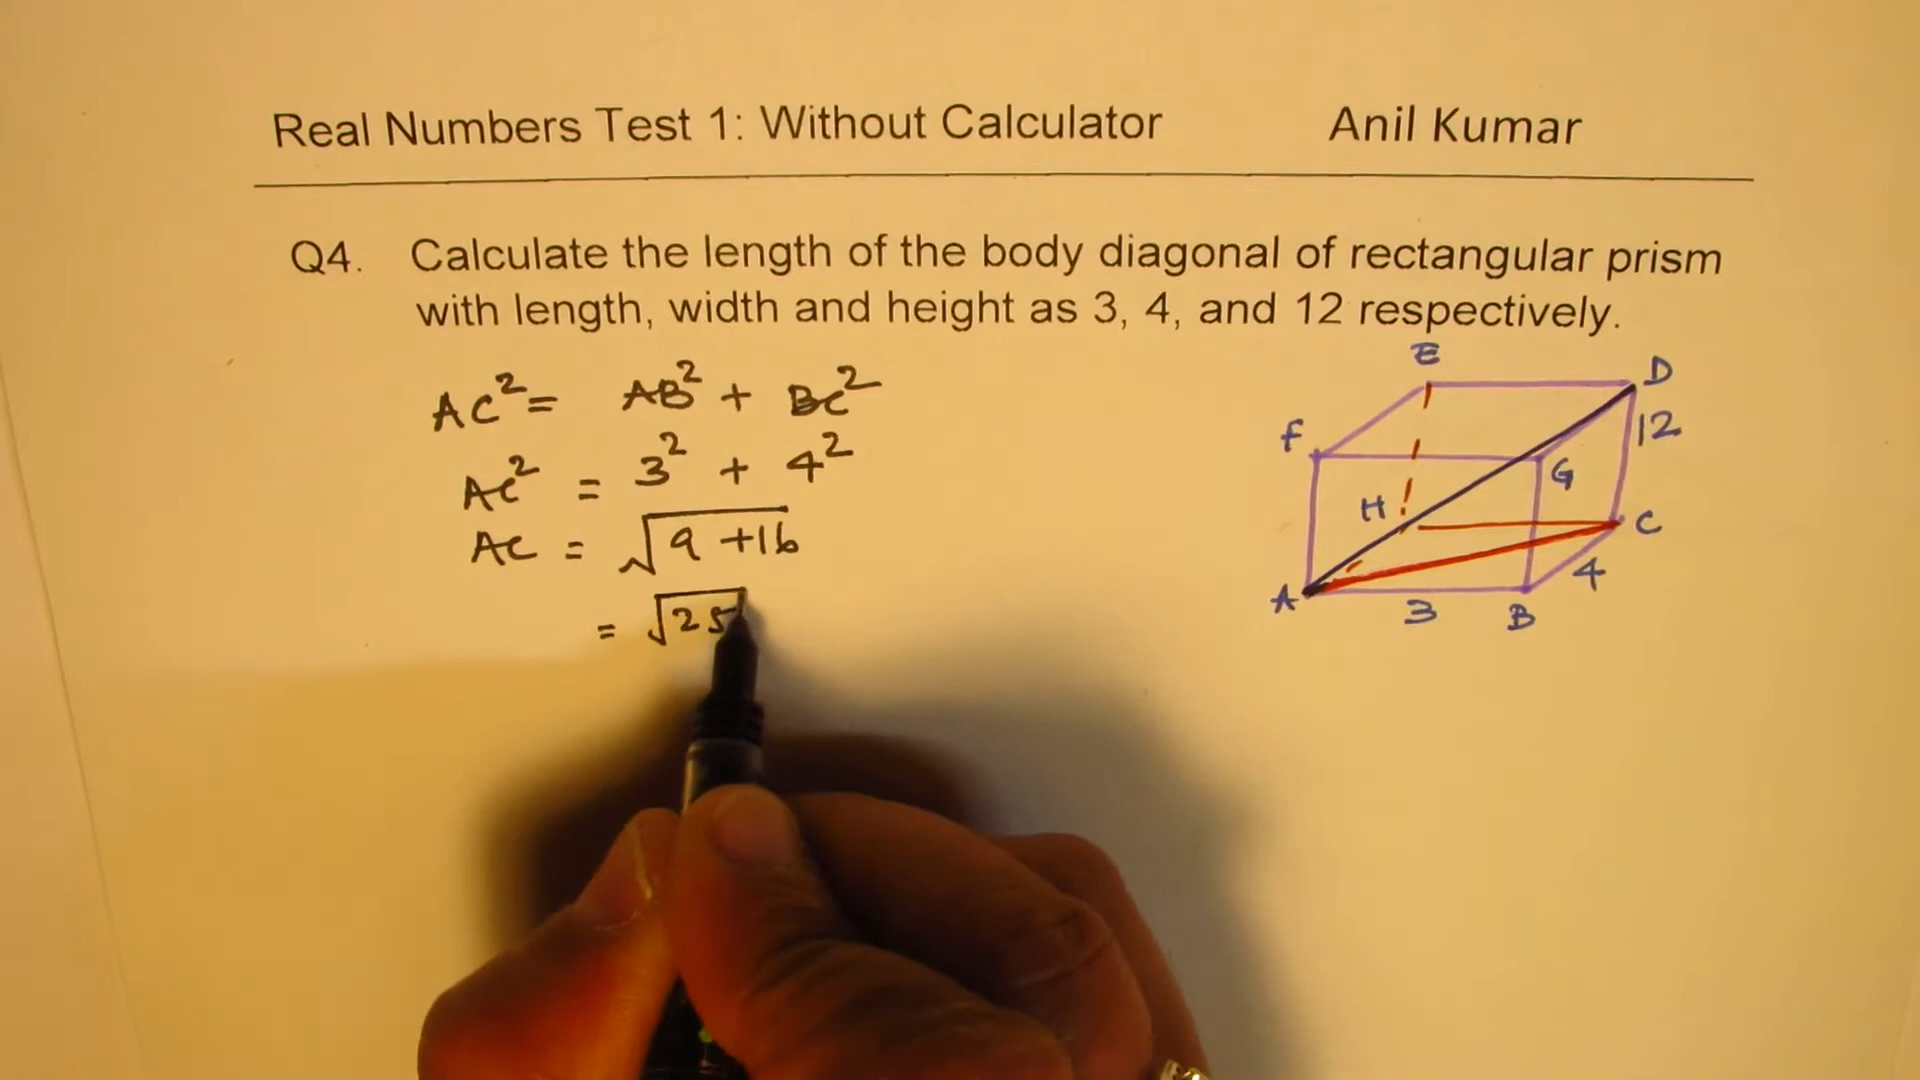 Real Numbers Test 1: Without Calculator Anil Kumar
Q4. Calculate the length of the body diagonal of rectangular prism
with length, width and height as 3, 4, and 12 respectively.
AC² = AB² + BC²
AC² = 3² + 4²
AC = √9 + 16
= √25
E
D
12
F
G
H
C
4
A
3
B